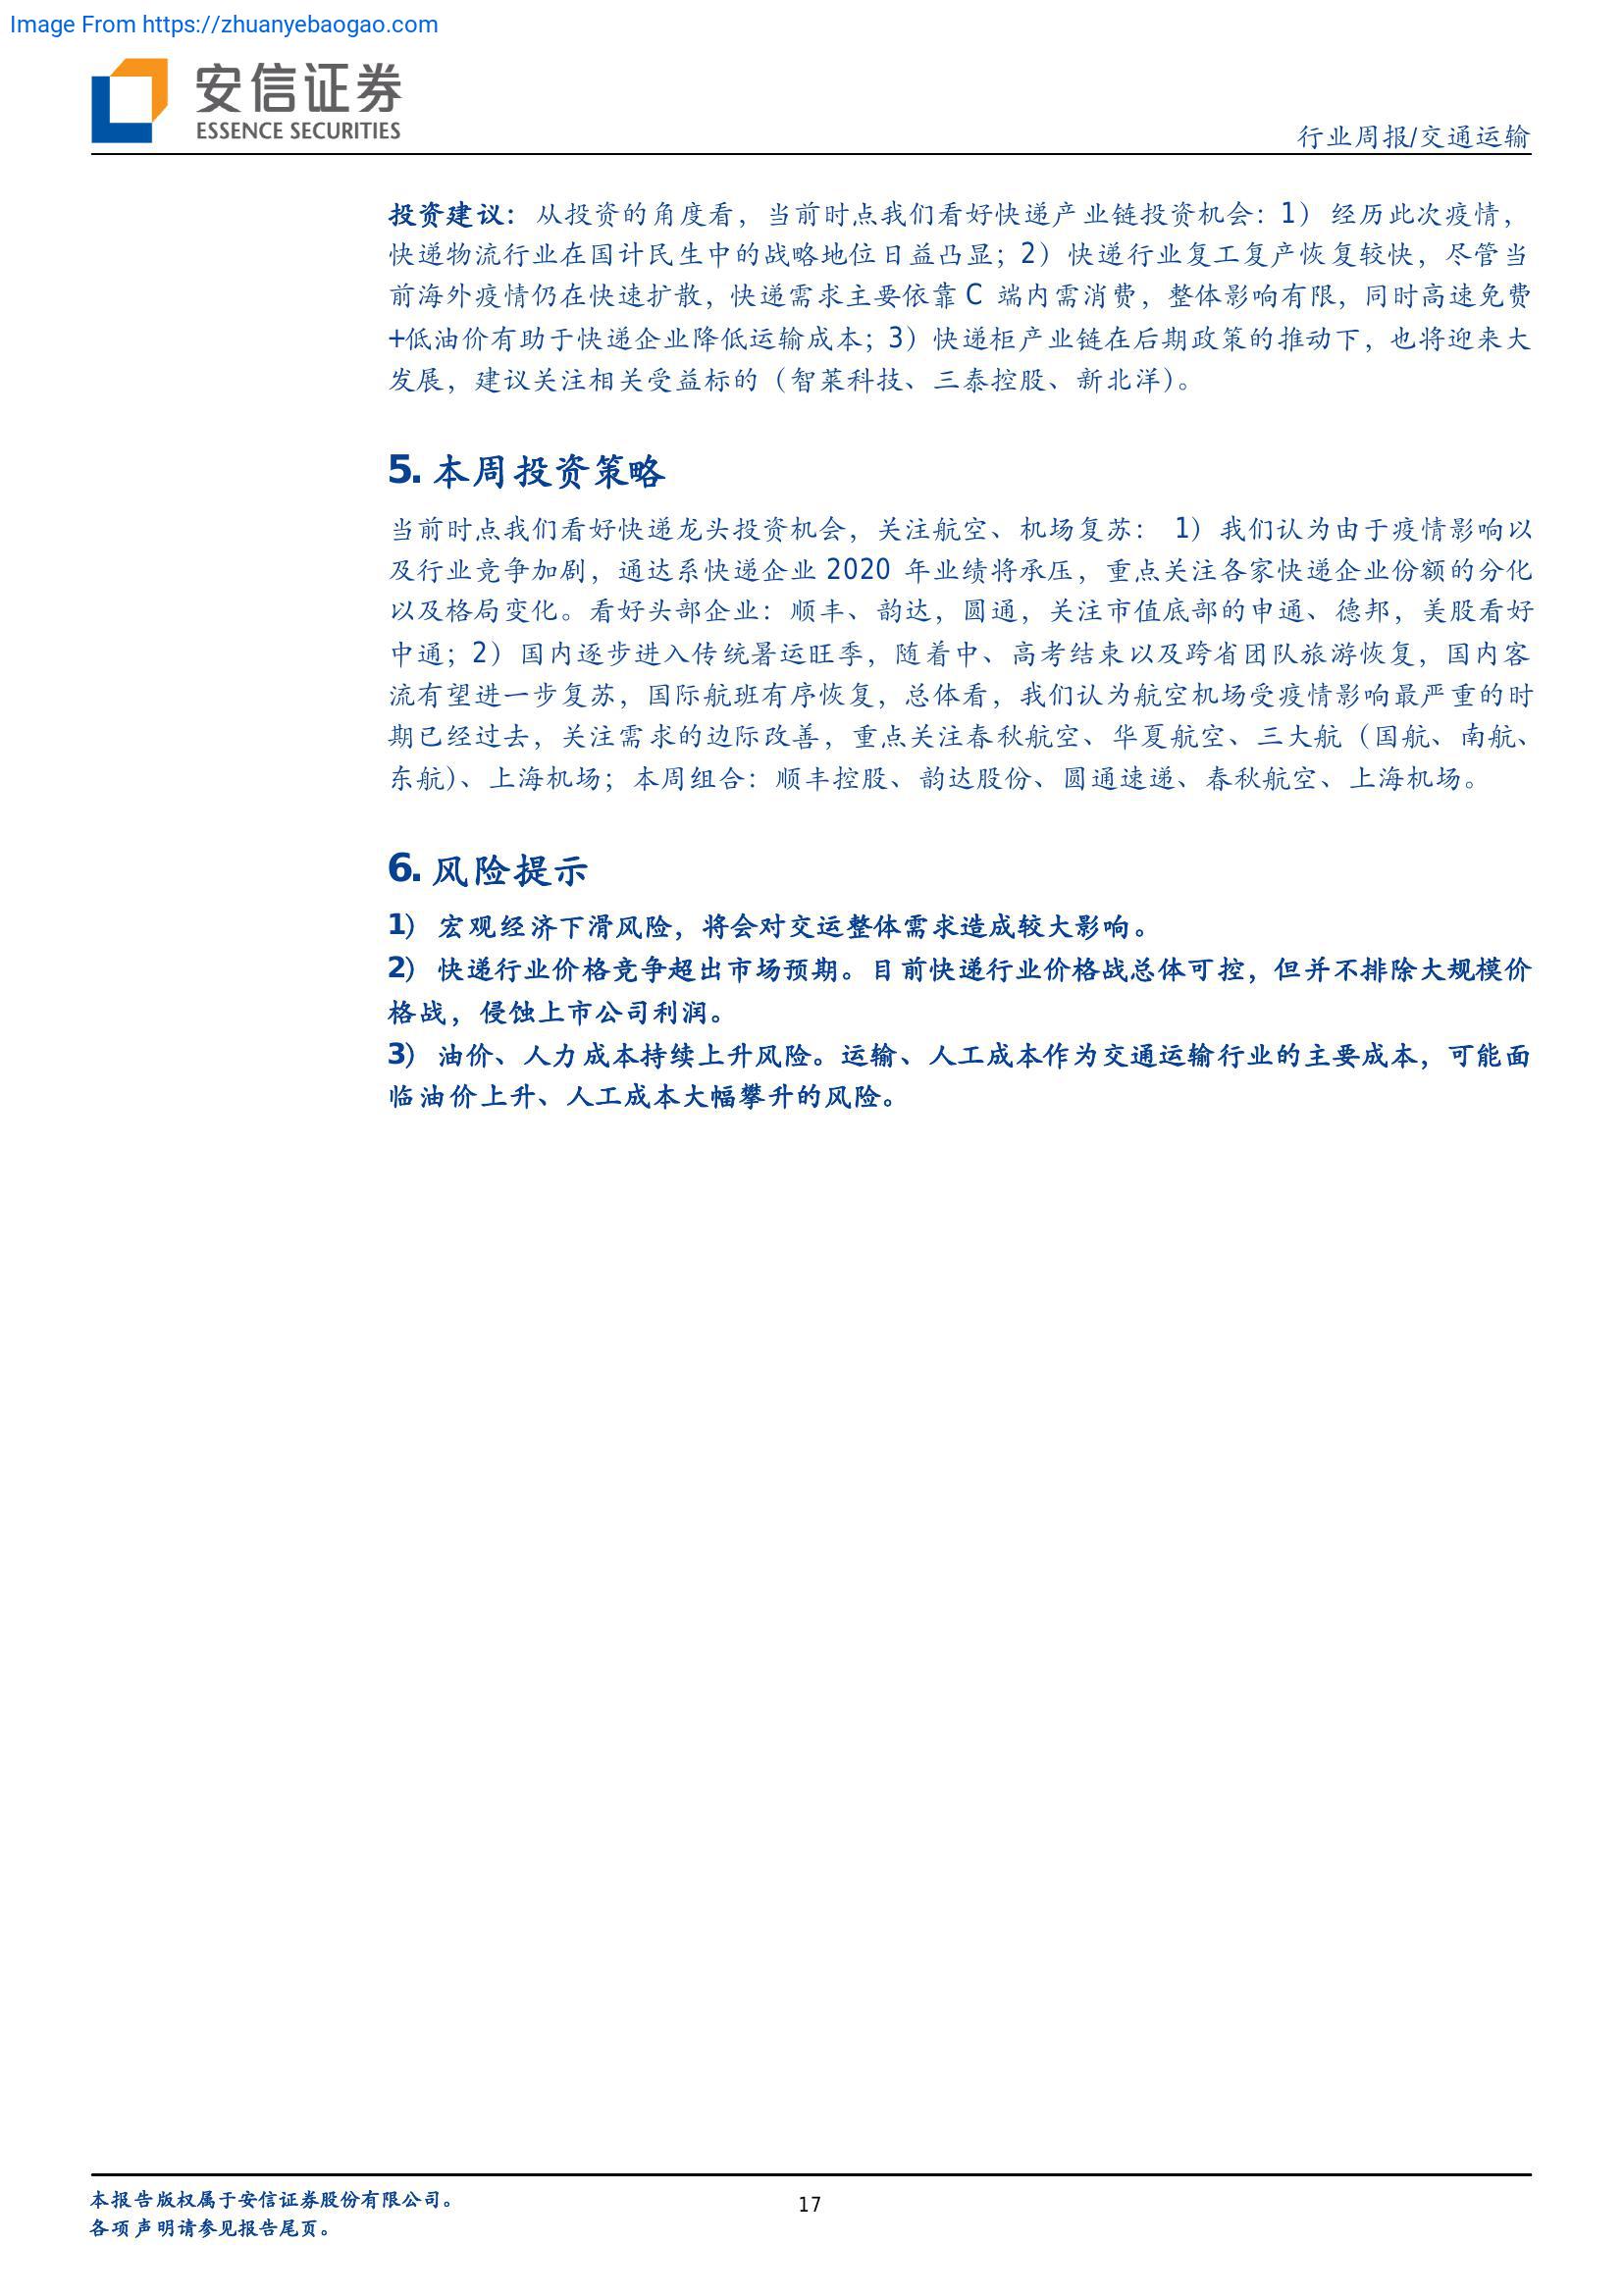 Image From https://zhuanyebaogao.com
安信证券
ESSENCE SECURITIES
行业周报/交通运输
投资建议：从投资的角度看，当前时点我们看好快递产业链投资机会：1）经历此次疫情，
快递物流行业在国计民生中的战略地位日益凸显；2）快递行业复工复产恢复较快，尽管当
前海外疫情仍在快速扩散，快递需求主要依靠 C 端内需消费，整体影响有限，同时高速免费
+低油价有助于快递企业降低运输成本；3）快递柜产业链在后期政策的推动下，也将迎来大
发展，建议关注相关受益标的（智莱科技、三泰控股、新北洋）。
5. 本周投资策略
当前时点我们看好快递龙头投资机会，关注航空、机场复苏： 1）我们认为由于疫情影响以
及行业竞争加剧，通达系快递企业 2020 年业绩将承压，重点关注各家快递企业份额的分化
以及格局变化。看好头部企业：顺丰、韵达，圆通，关注市值底部的申通、德邦，美股看好
中通；2）国内逐步进入传统暑运旺季，随着中、高考结束以及跨省团队旅游恢复，国内客
流有望进一步复苏，国际航班有序恢复，总体看，我们认为航空机场受疫情影响最严重的时
期已经过去，关注需求的边际改善，重点关注春秋航空、华夏航空、三大航（国航、南航、
东航）、上海机场；本周组合：顺丰控股、韵达股份、圆通速递、春秋航空、上海机场。
6. 风险提示
1） 宏观经济下滑风险，将会对交运整体需求造成较大影响。
2） 快递行业价格竞争超出市场预期。目前快递行业价格战总体可控，但并不排除大规模价
格战，侵蚀上市公司利润。
3） 油价、人力成本持续上升风险。运输、人工成本作为交通运输行业的主要成本，可能面
临油价上升、人工成本大幅攀升的风险。
本报告版权属于安信证券股份有限公司。
17
各项声明请参见报告尾页。